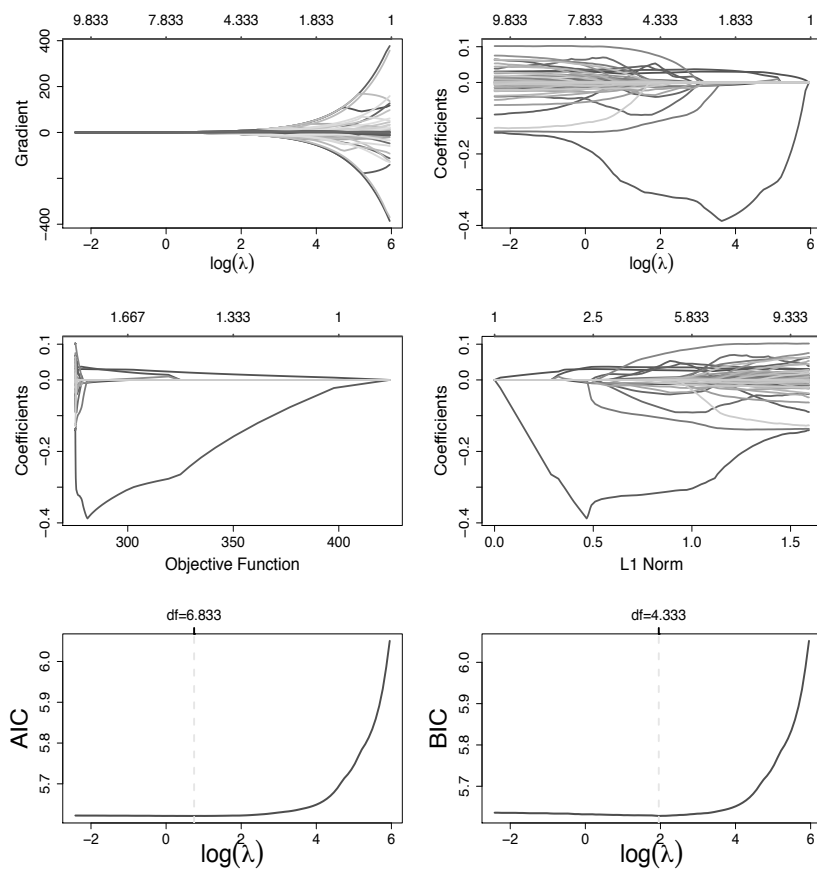 9.833 7.833 4.333 1.833 1
Gradient
400
200
0
−400
−2 0 2 4 6
log(λ)
9.833 7.833 4.333 1.833 1
Coefficients
0.1
0.0
−0.2
−0.4
−2 0 2 4 6
log(λ)
1.667 1.333 1
Coefficients
0.1
0.0
−0.2
−0.4
300 350 400
Objective Function
1 2.5 5.833 9.333
Coefficients
0.1
0.0
−0.2
−0.4
0.0 0.5 1.0 1.5
L1 Norm
df=6.833
AIC
6.0
5.9
5.8
5.7
−2 0 2 4 6
log(λ)
df=4.333
BIC
6.0
5.9
5.8
5.7
−2 0 2 4 6
log(λ)